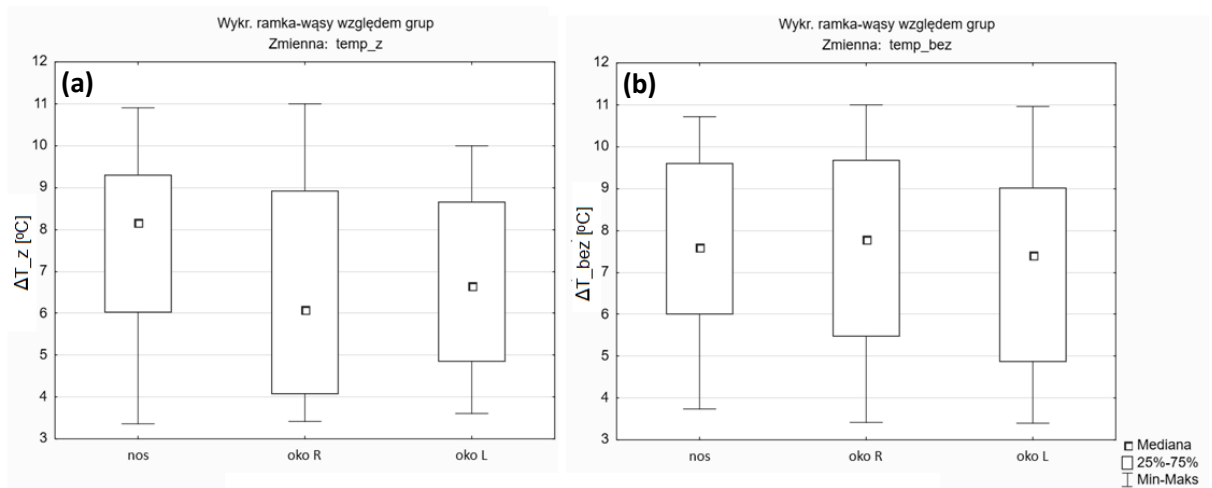 Wykr. ramka-wąsy względem grup
Zmienna: temp_z
(a)
ΔT_z [ºC]
12
11
10
9
8
7
6
5
4
3
nos
oko R
oko L
Wykr. ramka-wąsy względem grup
Zmienna: temp_bez
(b)
ΔT_bez [ºC]
12
11
10
9
8
7
6
5
4
3
nos
oko R
oko L
Mediana
25%-75%
Min-Maks